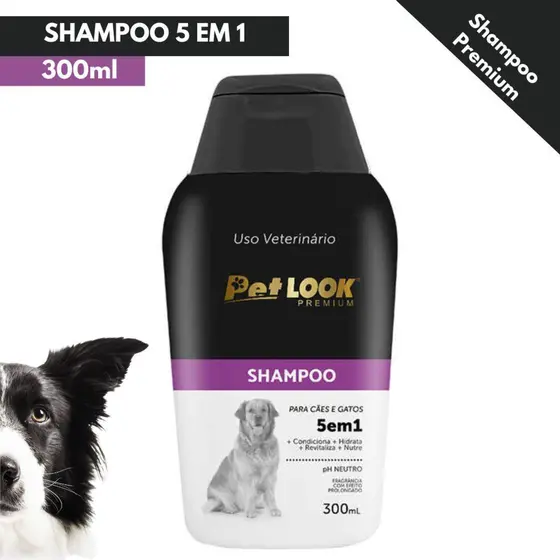 SHAMPOO 5 EM 1
300ml
Shampoo
Premium
Uso Veterinário
Pet LOOK®
PREMIUM
SHAMPOO
PARA CÃES E GATOS
5em1
+ Condiciona + Hidrata
+ Revitaliza + Nutre
pH NEUTRO
FRAGRÂNCIA
COM EFEITO
PROLONGADO
300mL